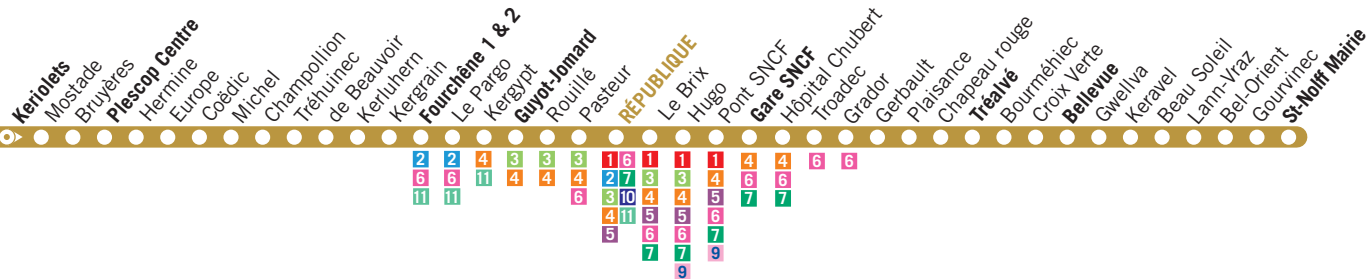 Keriolets
Mostade
Bruyères
Plescop Centre
Hermine
Europe
Coëdic
Michel
Champollion
Tréhuinec
de Beauvoir
Kerluhern
Kergrain
Fourchêne 1 & 2
Le Pargo
Kergypt
Guyot-Jomard
Rouillé
Pasteur
RÉPUBLIQUE
Le Brix
Hugo
Pont SNCF
Gare SNCF
Hôpital Chubert
Troadec
Grador
Gerbault
Plaisance
Chapeau rouge
Tréalvé
Bourméhiec
Croix Verte
Bellevue
Gwellva
Keravel
Beau Soleil
Lann-Vraz
Bel-Orient
Gourvinec
St-Nolff Mairie
2 2 4 3 3 3 1 6 1 1 1 4 4 6 6
6 6 11 4 4 4 2 7 3 3 4 6 6
11 11 6 3 10 4 4 5 7 7
4 11 5 5 6
5 6 6 7
7 7 9
9